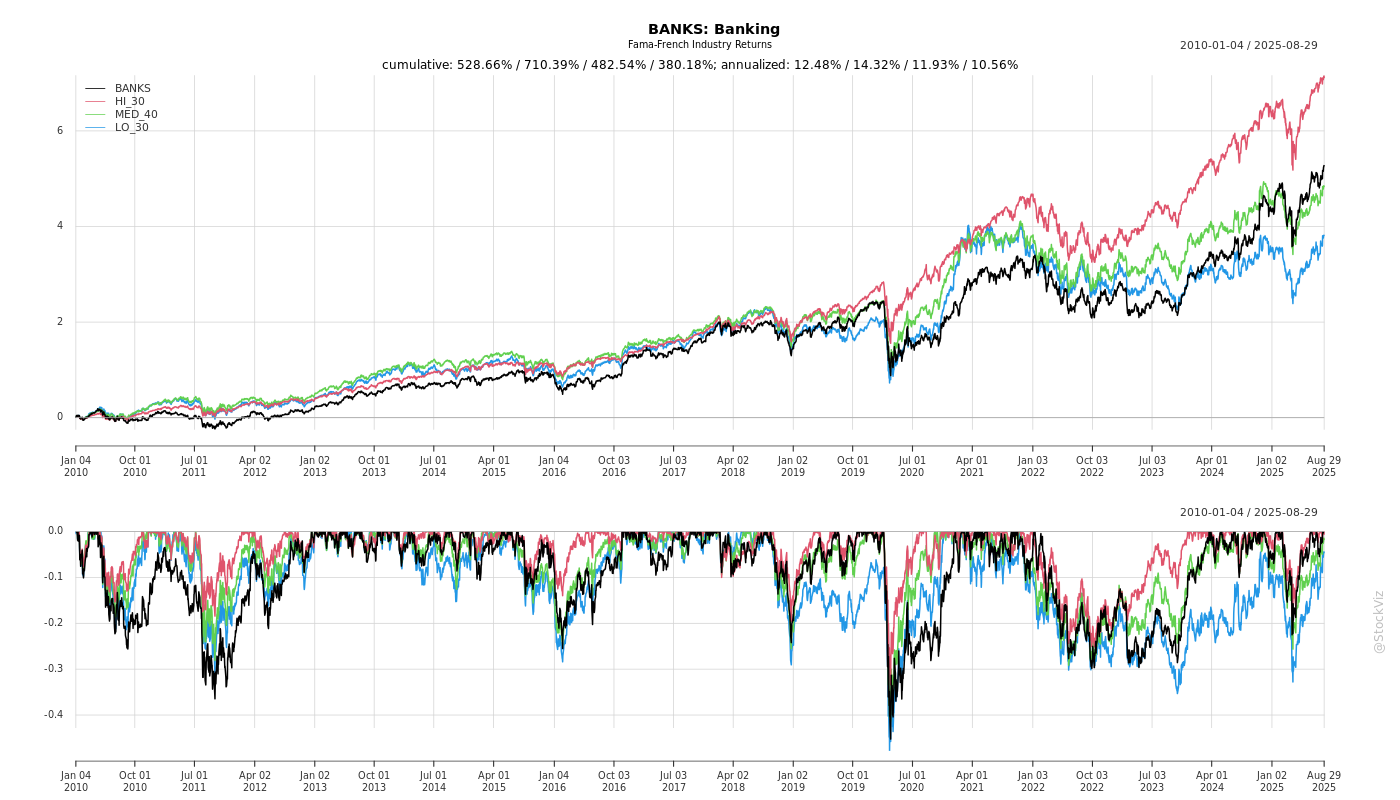 BANKS: Banking
Fama-French Industry Returns
2010-01-04 / 2025-08-29
cumulative: 528.66% / 710.39% / 482.54% / 380.18%; annualized: 12.48% / 14.32% / 11.93% / 10.56%
BANKS
HI_30
MED_40
LO_30
6
4
2
0
Jan 04 Oct 01 Jul 01 Apr 02 Jan 02 Oct 01 Jul 01 Apr 01 Jan 04 Oct 03 Jul 03 Apr 02 Jan 02 Oct 01 Jul 01 Apr 01 Jan 03 Oct 03 Jul 03 Apr 01 Jan 02 Aug 29
2010 2010 2011 2012 2013 2013 2014 2015 2016 2016 2017 2018 2019 2019 2020 2021 2022 2022 2023 2024 2025 2025
2010-01-04 / 2025-08-29
0.0
-0.1
-0.2
-0.3
-0.4
Jan 04 Oct 01 Jul 01 Apr 02 Jan 02 Oct 01 Jul 01 Apr 01 Jan 04 Oct 03 Jul 03 Apr 02 Jan 02 Oct 01 Jul 01 Apr 01 Jan 03 Oct 03 Jul 03 Apr 01 Jan 02 Aug 29
2010 2010 2011 2012 2013 2013 2014 2015 2016 2016 2017 2018 2019 2019 2020 2021 2022 2022 2023 2024 2025 2025
@StockViz